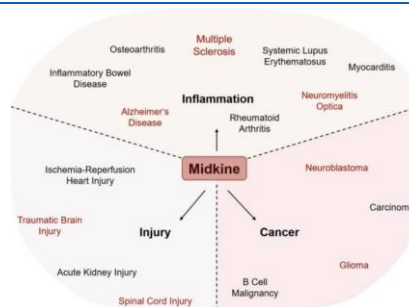 Multiple
Sclerosis
Osteoarthritis
Systemic Lupus
Erythematosus
Myocarditis
Inflammatory Bowel
Disease
Inflammation
Neuromyelitis
Optica
Alzheimer's
Disease
Rheumatoid
Arthritis
Midkine
Ischemia-Reperfusion
Heart Injury
Traumatic Brain
Injury
Injury
Acute Kidney Injury
Spinal Cord Injury
Neuroblastoma
Carcinom
Cancer
Glioma
B Cell
Malignancy